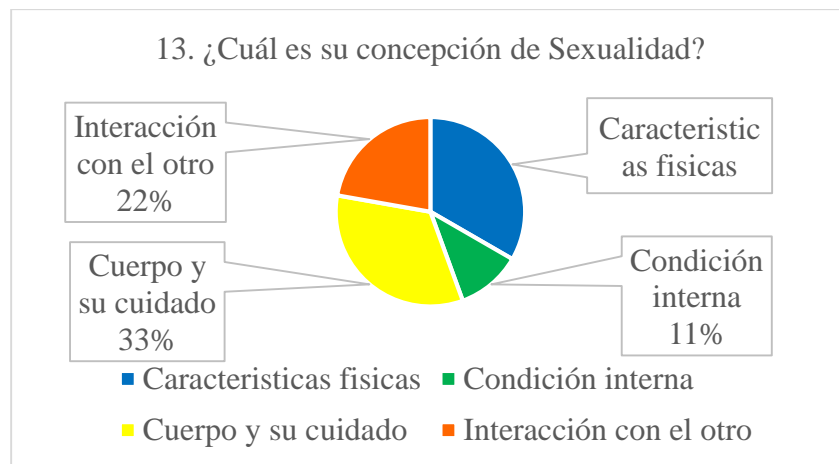 13. ¿Cuál es su concepción de Sexualidad?
Interacción
con el otro
22%
Caracteristic
as fisicas
Cuerpo y
su cuidado
33%
Condición
interna
11%
Caracteristicas fisicas
Condición interna
Cuerpo y su cuidado
Interacción con el otro